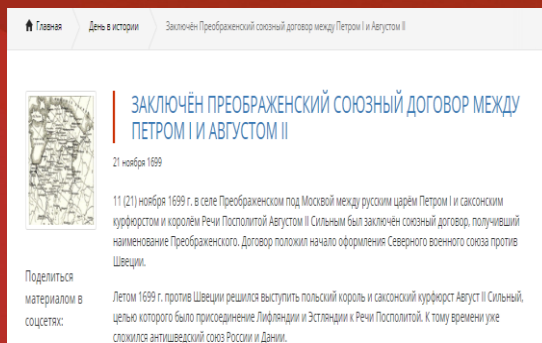 Главная День в истории Заключён Преображенский союзный договор между Петром I и Августом II
ЗАКЛЮЧЁН ПРЕОБРАЖЕНСКИЙ СОЮЗНЫЙ ДОГОВОР МЕЖДУ
ПЕТРОМ I И АВГУСТОМ II
21 ноября 1699
11 (21) ноября 1699 г. в селе Преображенском под Москвой между русским царём Петром I и саксонским
курфюрстом и королём Речи Посполитой Августом II Сильным был заключён союзный договор, получивший
наименование Преображенского. Договор положил начало оформления Северного военного союза против
Швеции.
Поделиться
материалом в
соцсетях:
Летом 1699 г. против Швеции решился выступить польский король и саксонский курфюрст Август II Сильный,
целью которого было присоединение Лифляндии и Эстляндии к Речи Посполитой. К тому времени уже
сложился антишведский союз России и Дании.